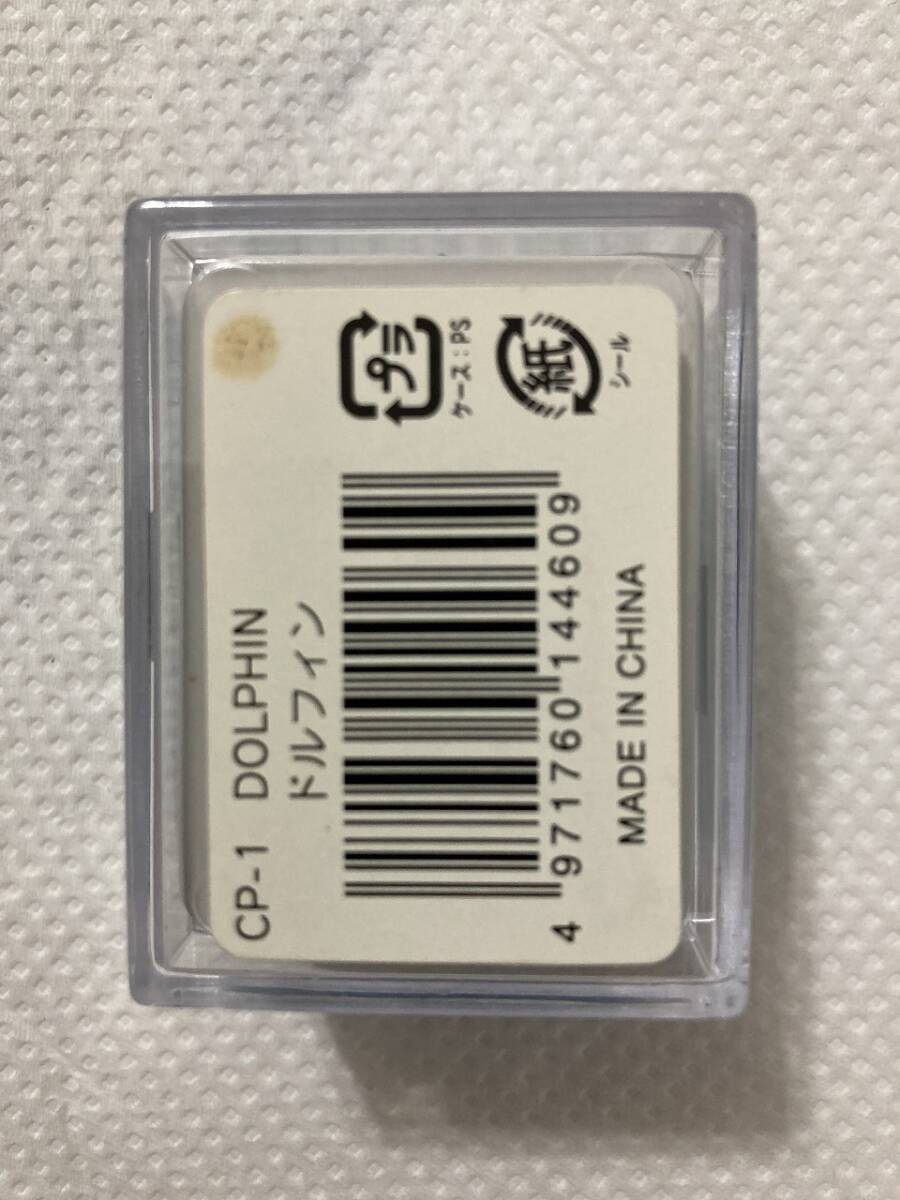 CP-1 DOLPHIN
ドルフィン
プラ
ケース:PS
紙
シール
4 971760 144609
MADE IN CHINA